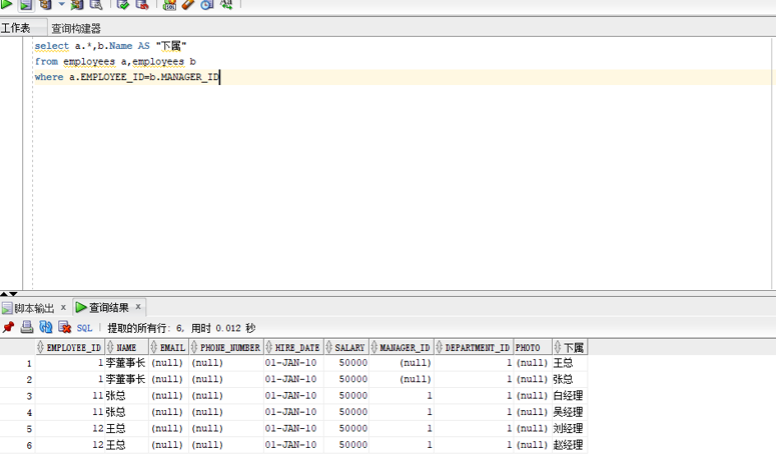 工作表 查询构建器
select a.*,b.Name AS "下属"
from employees a,employees b
where a.EMPLOYEE_ID=b.MANAGER_ID
脚本输出 × 查询结果 ×
SQL | 提取的所有行: 6, 用时 0.012 秒
EMPLOYEE_ID NAME EMAIL PHONE_NUMBER HIRE_DATE SALARY MANAGER_ID DEPARTMENT_ID PHOTO 下属
1 1 李董事长 (null) (null) 01-JAN-10 50000 (null) 1 (null) 王总
2 1 李董事长 (null) (null) 01-JAN-10 50000 (null) 1 (null) 张总
3 11 张总 (null) (null) 01-JAN-10 50000 1 1 (null) 白经理
4 11 张总 (null) (null) 01-JAN-10 50000 1 1 (null) 吴经理
5 12 王总 (null) (null) 01-JAN-10 50000 1 1 (null) 刘经理
6 12 王总 (null) (null) 01-JAN-10 50000 1 1 (null) 赵经理